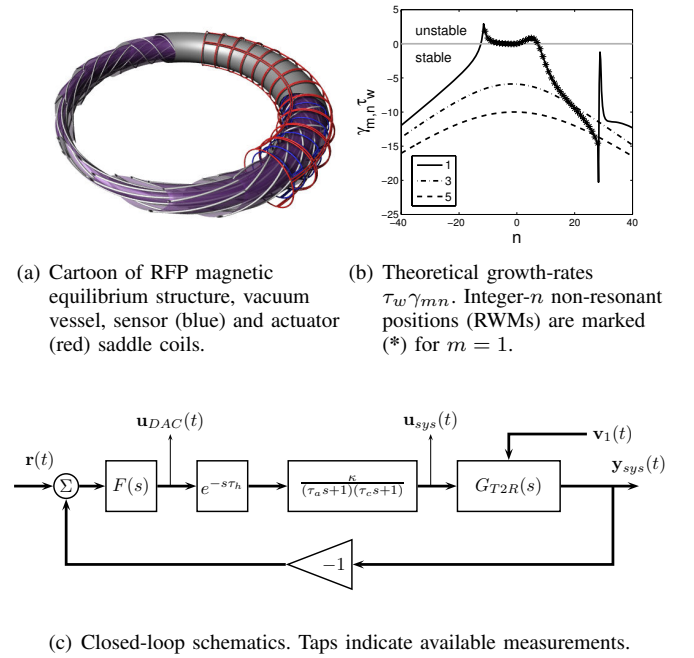 5
0
−5
−10
−15
−20
−25
unstable
stable
γm,nτw
1
3
5
−40 −20 0 20 40
n
(a) Cartoon of RFP magnetic
equilibrium structure, vacuum
vessel, sensor (blue) and actuator
(red) saddle coils.
(b) Theoretical growth-rates
τwγmn. Integer-n non-resonant
positions (RWMs) are marked
(*) for m = 1.
uDAC(t)
usys(t)
v1(t)
r(t)
ysys(t)
Σ
F(s)
e^{−sτh}
κ
(τas+1)(τcs+1)
GT2R(s)
−1
(c) Closed-loop schematics. Taps indicate available measurements.